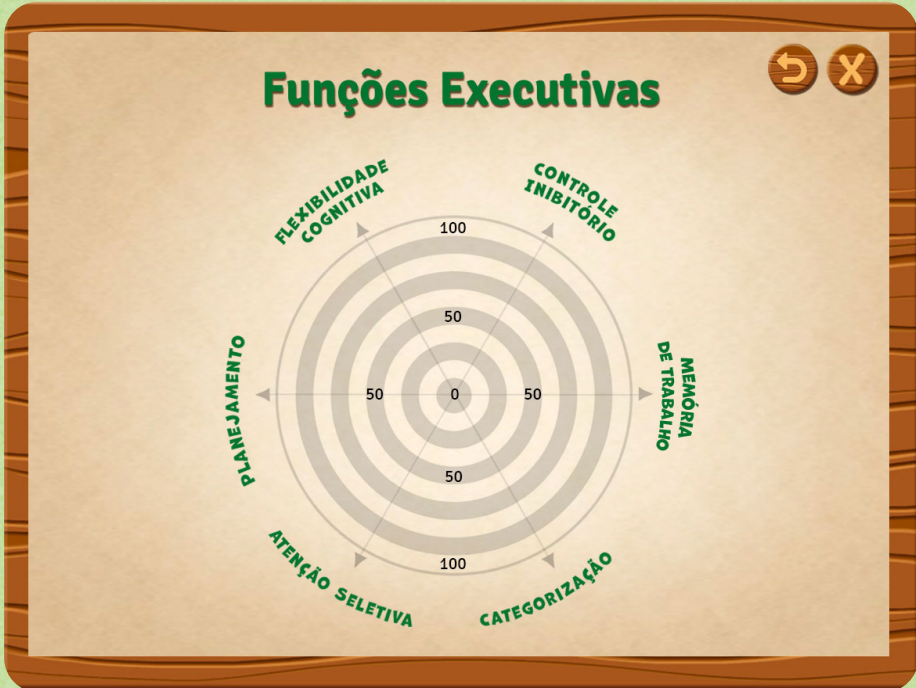 Funções Executivas
FLEXIBILIDADE
COGNITIVA
CONTROLE
INIBITÓRIO
100
50
PLANEJAMENTO
50
0
50
MEMÓRIA
DE TRABALHO
50
100
ATENÇÃO SELETIVA
CATEGORIZAÇÃO
X